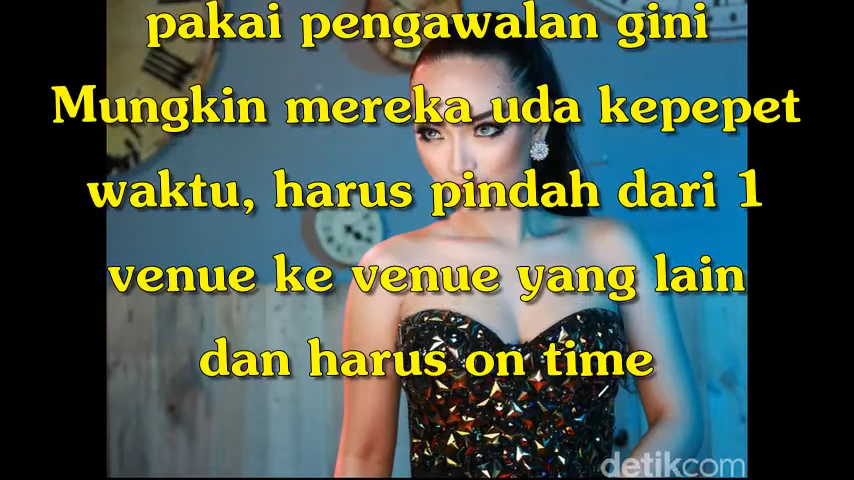 pakai pengawalan gini
Mungkin mereka uda kepepet
waktu, harus pindah dari 1
venue ke venue yang lain
dan harus on time
detikcom